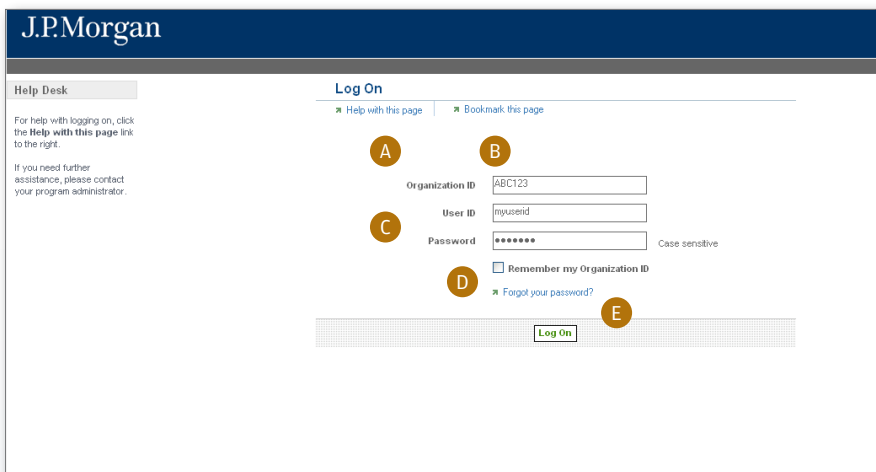 J.P.Morgan
Help Desk
For help with logging on, click
the Help with this page link
to the right.
If you need further
assistance, please contact
your program administrator.
Log On
Help with this page
Bookmark this page
A
B
Organization ID ABC123
User ID myuserid
C
Password •••••••
Case sensitive
Remember my Organization ID
D
Forgot your password?
E
Log On